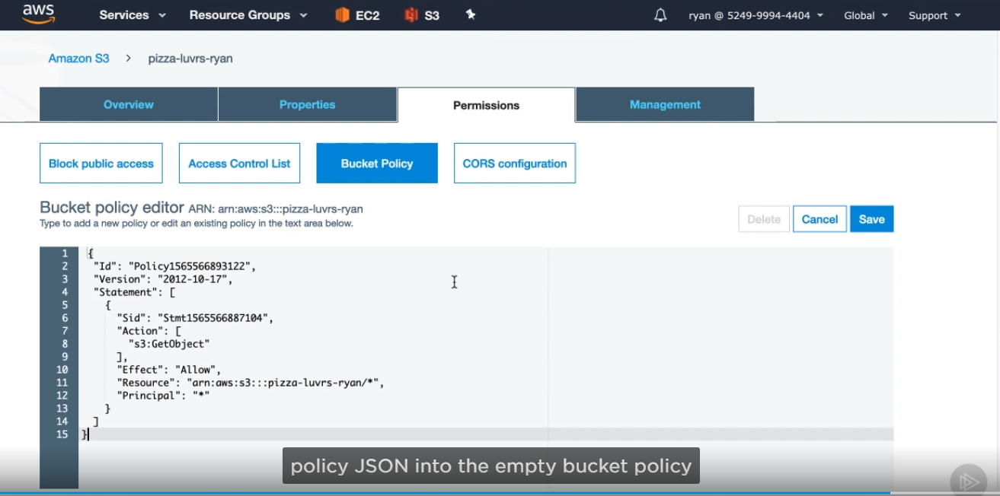 aws Services Resource Groups EC2 S3 ryan @ 5249-9994-4404 Global Support
Amazon S3 > pizza-luvrs-ryan
Overview Properties Permissions Management
Block public access Access Control List Bucket Policy CORS configuration
Bucket policy editor ARN: arn:aws:s3:::pizza-luvrs-ryan
Type to add a new policy or edit an existing policy in the text area below.
Delete Cancel Save
1 {
2 "Id": "Policy1565566893122",
3 "Version": "2012-10-17",
4 "Statement": [
5 {
6 "Sid": "Stmt1565566887104",
7 "Action": [
8 "s3:GetObject"
9 ],
10 "Effect": "Allow",
11 "Resource": "arn:aws:s3:::pizza-luvrs-ryan/*",
12 "Principal": "*"
13 }
14 ]
15 }
policy JSON into the empty bucket policy